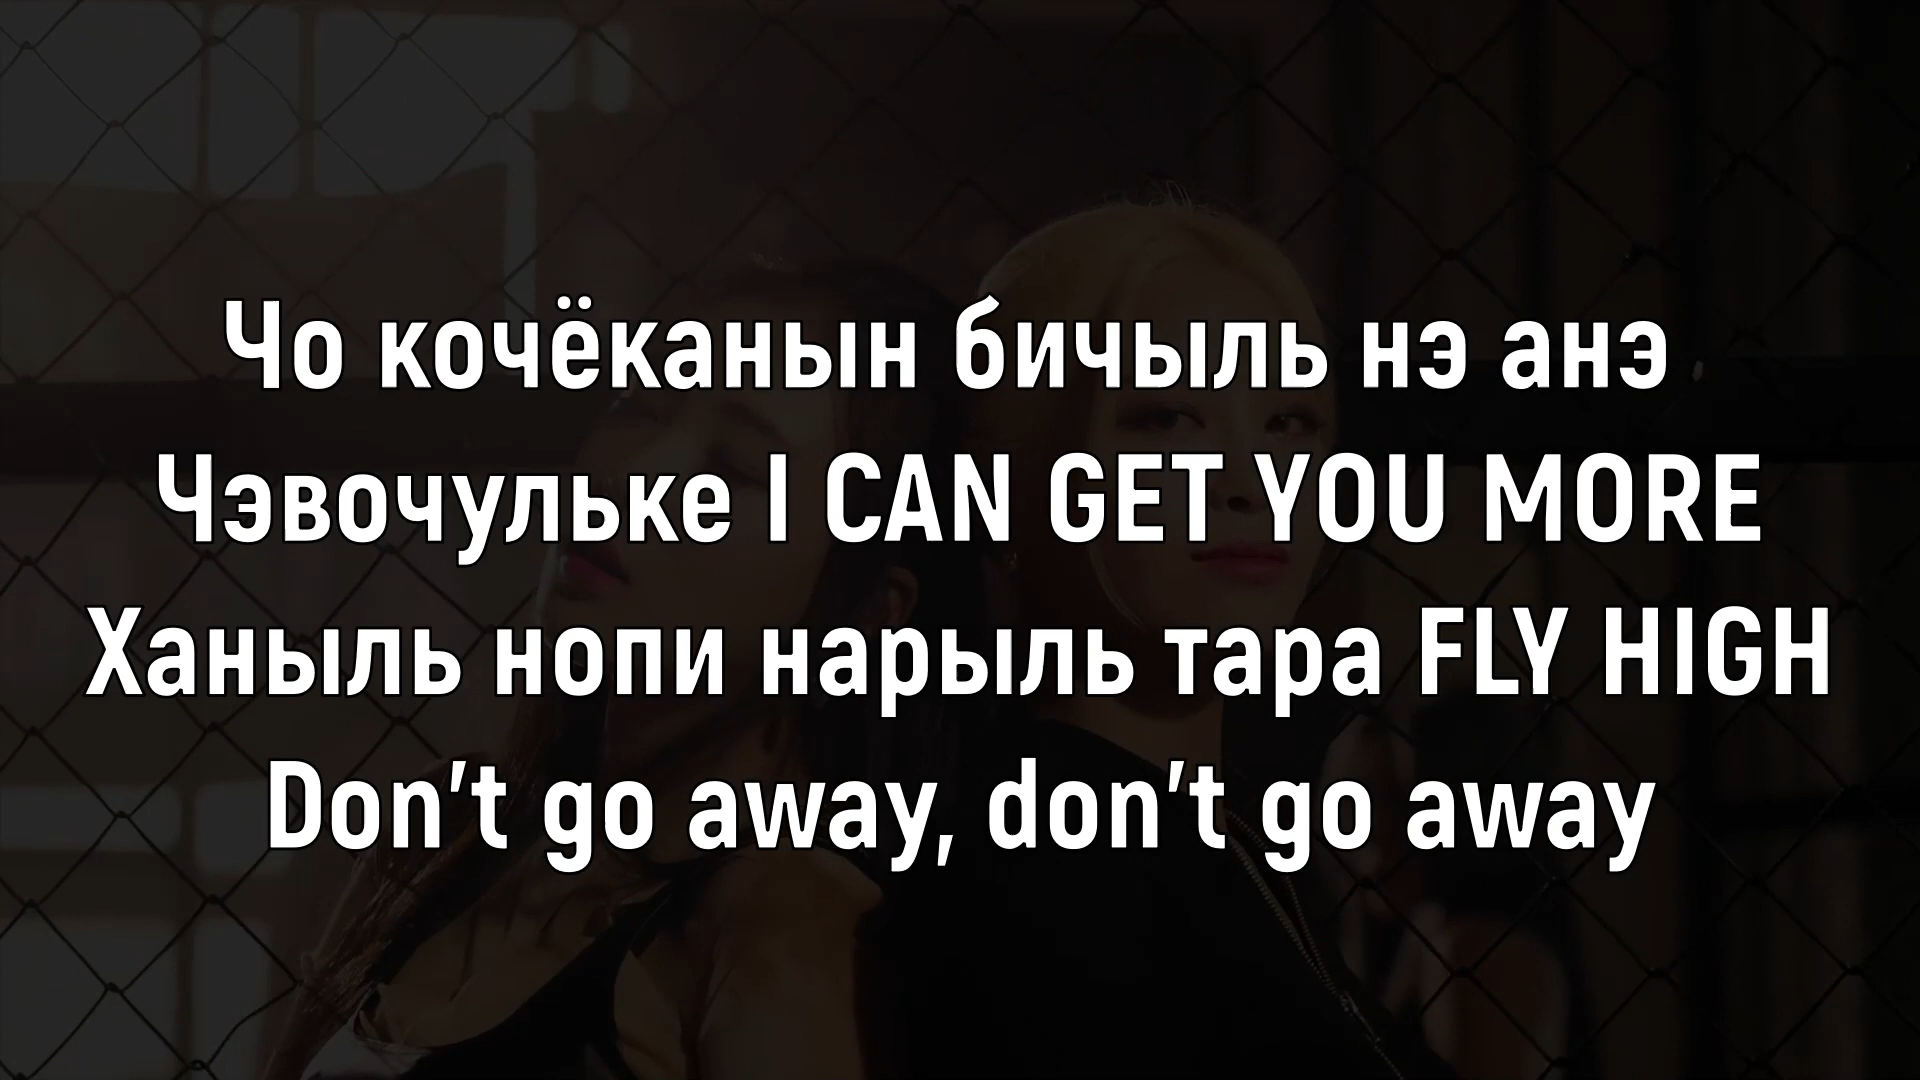 Чо кочёканын бичыль нэ анэ
Чэвочульке I CAN GET YOU MORE
Ханыль нопи нарыль тара FLY HIGH
Don't go away, don't go away